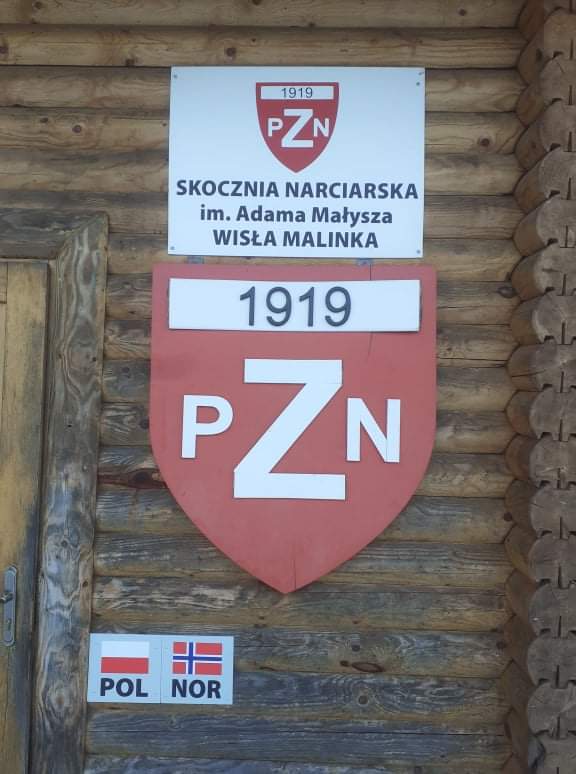 1919
PZN
SKOCZNIA NARCIARSKA
im. Adama Małysza
WISŁA MALINKA
1919
PZN
POL NOR